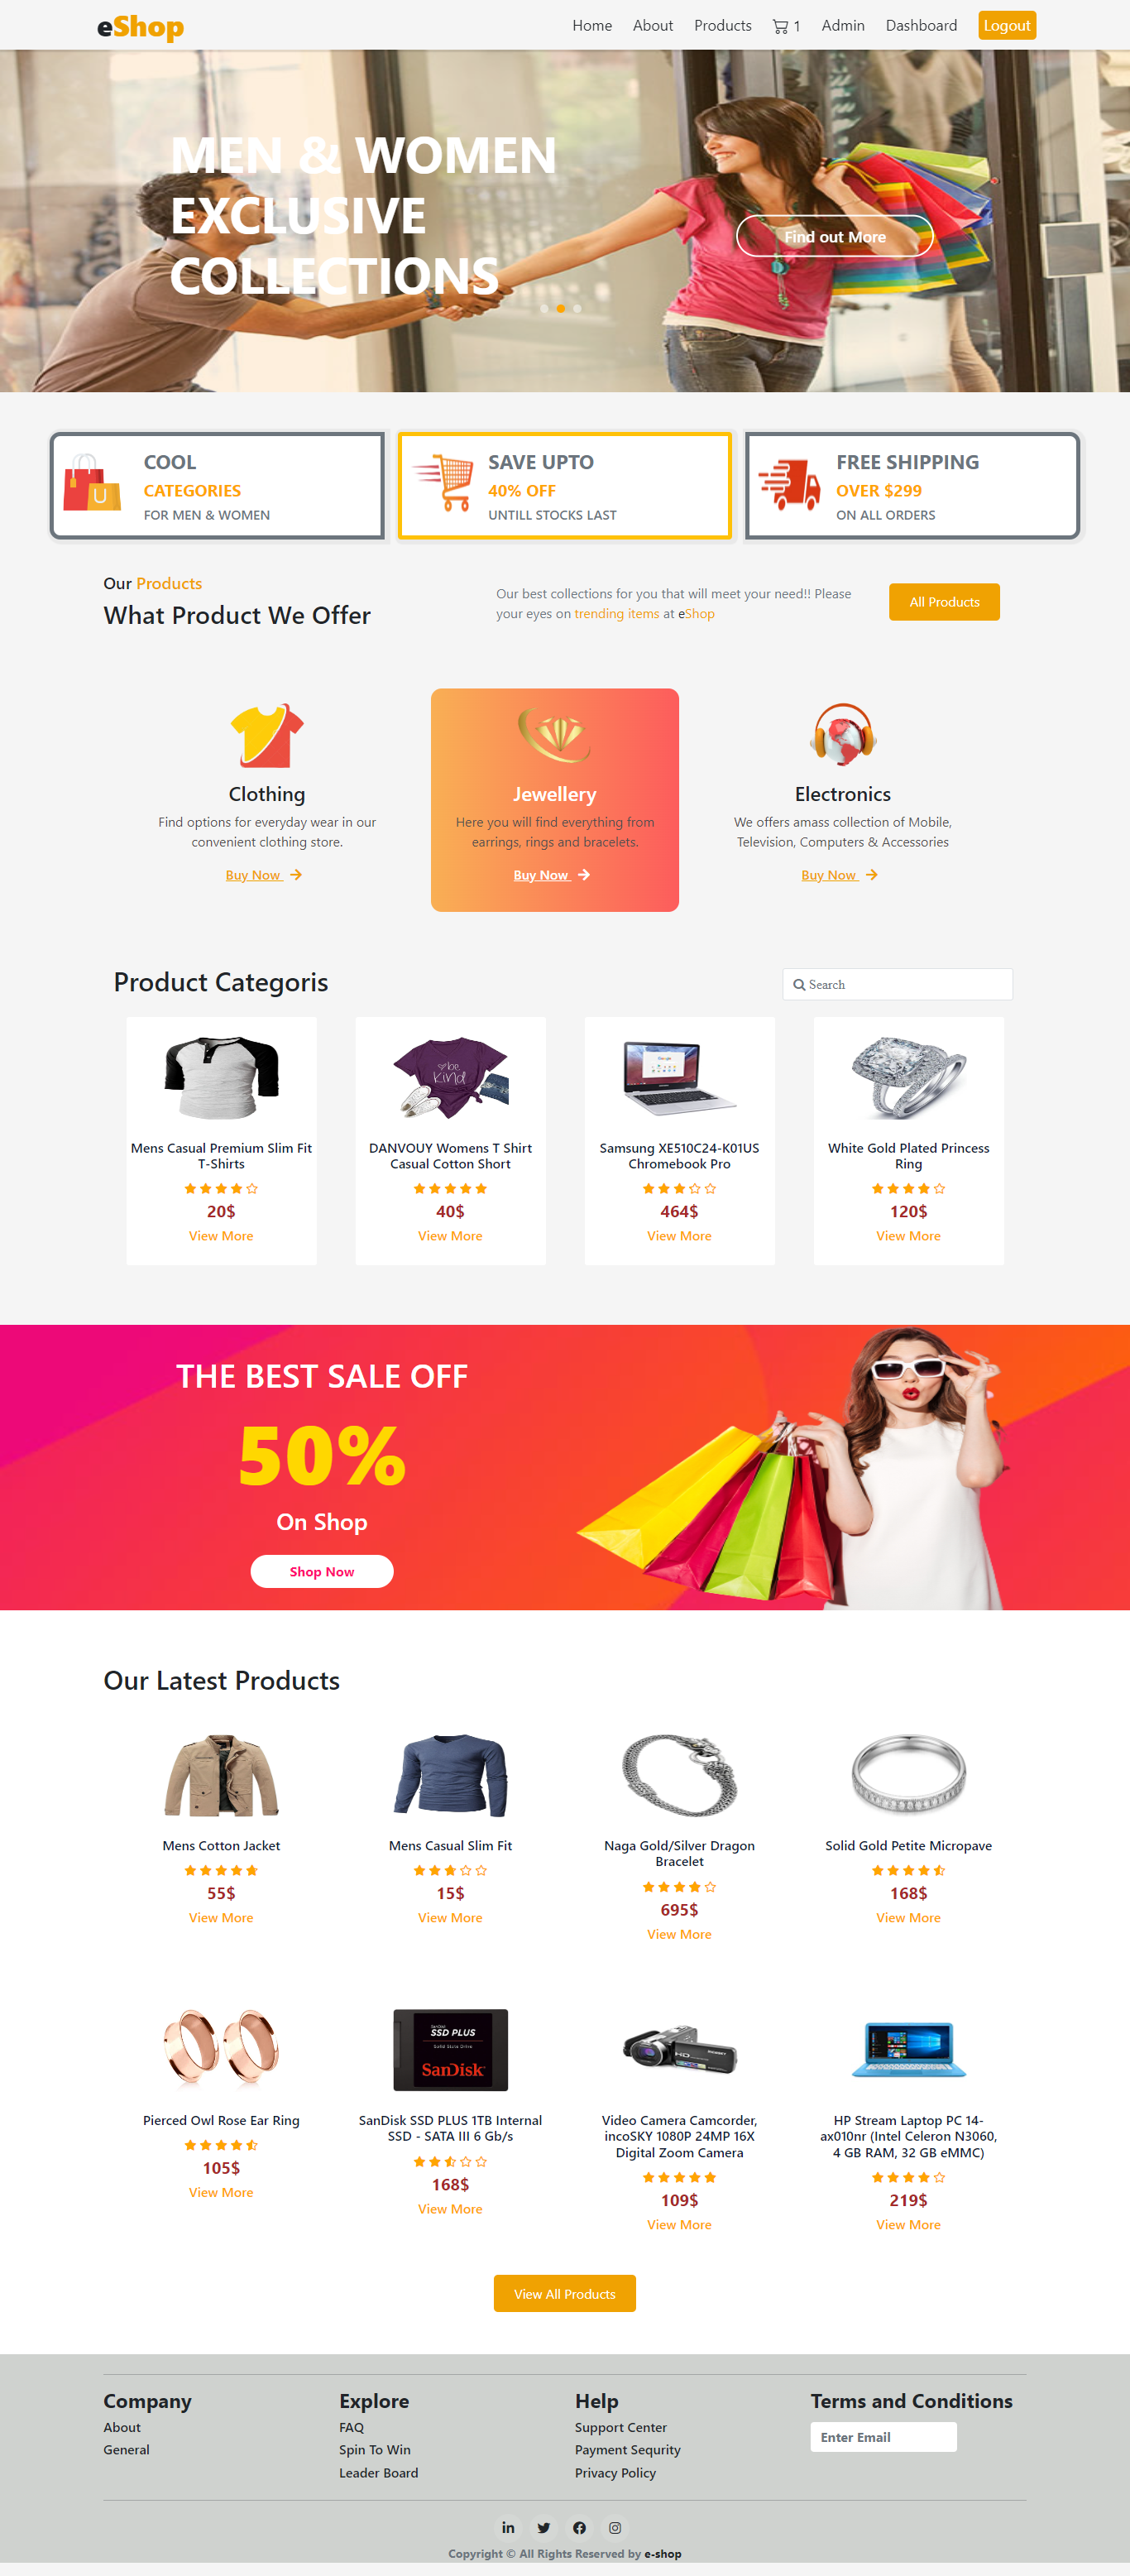 eShop
Home About Products 1 Admin Dashboard Logout
MEN & WOMEN
EXCLUSIVE
COLLECTIONS
Find out More
COOL
CATEGORIES
FOR MEN & WOMEN
U
SAVE UPTO
40% OFF
UNTILL STOCKS LAST
FREE SHIPPING
OVER $299
ON ALL ORDERS
Our Products
What Product We Offer
Our best collections for you that will meet your need!! Please
your eyes on trending items at eShop
All Products
Clothing
Find options for everyday wear in our
convenient clothing store.
Buy Now
Jewellery
Here you will find everything from
earrings, rings and bracelets.
Buy Now
Electronics
We offers amass collection of Mobile,
Television, Computers & Accessories
Buy Now
Product Categoris
Search
Mens Casual Premium Slim Fit
T-Shirts
20$
View More
be
kind
DANVOUY Womens T Shirt
Casual Cotton Short
40$
View More
Google
Samsung XE510C24-K01US
Chromebook Pro
464$
View More
White Gold Plated Princess
Ring
120$
View More
THE BEST SALE OFF
50%
On Shop
Shop Now
Our Latest Products
Mens Cotton Jacket
55$
View More
Mens Casual Slim Fit
15$
View More
Naga Gold/Silver Dragon
Bracelet
695$
View More
Solid Gold Petite Micropave
168$
View More
Pierced Owl Rose Ear Ring
105$
View More
SanDisk
SSD PLUS
Solid State Drive
SanDisk
SanDisk SSD PLUS 1TB Internal
SSD - SATA III 6 Gb/s
168$
View More
HD
Video Camera Camcorder,
incoSKY 1080P 24MP 16X
Digital Zoom Camera
109$
View More
HP Stream Laptop PC 14-
ax010nr (Intel Celeron N3060,
4 GB RAM, 32 GB eMMC)
219$
View More
View All Products
Company
About
General
Explore
FAQ
Spin To Win
Leader Board
Help
Support Center
Payment Sequrity
Privacy Policy
Terms and Conditions
Enter Email
Copyright © All Rights Reserved by e-shop